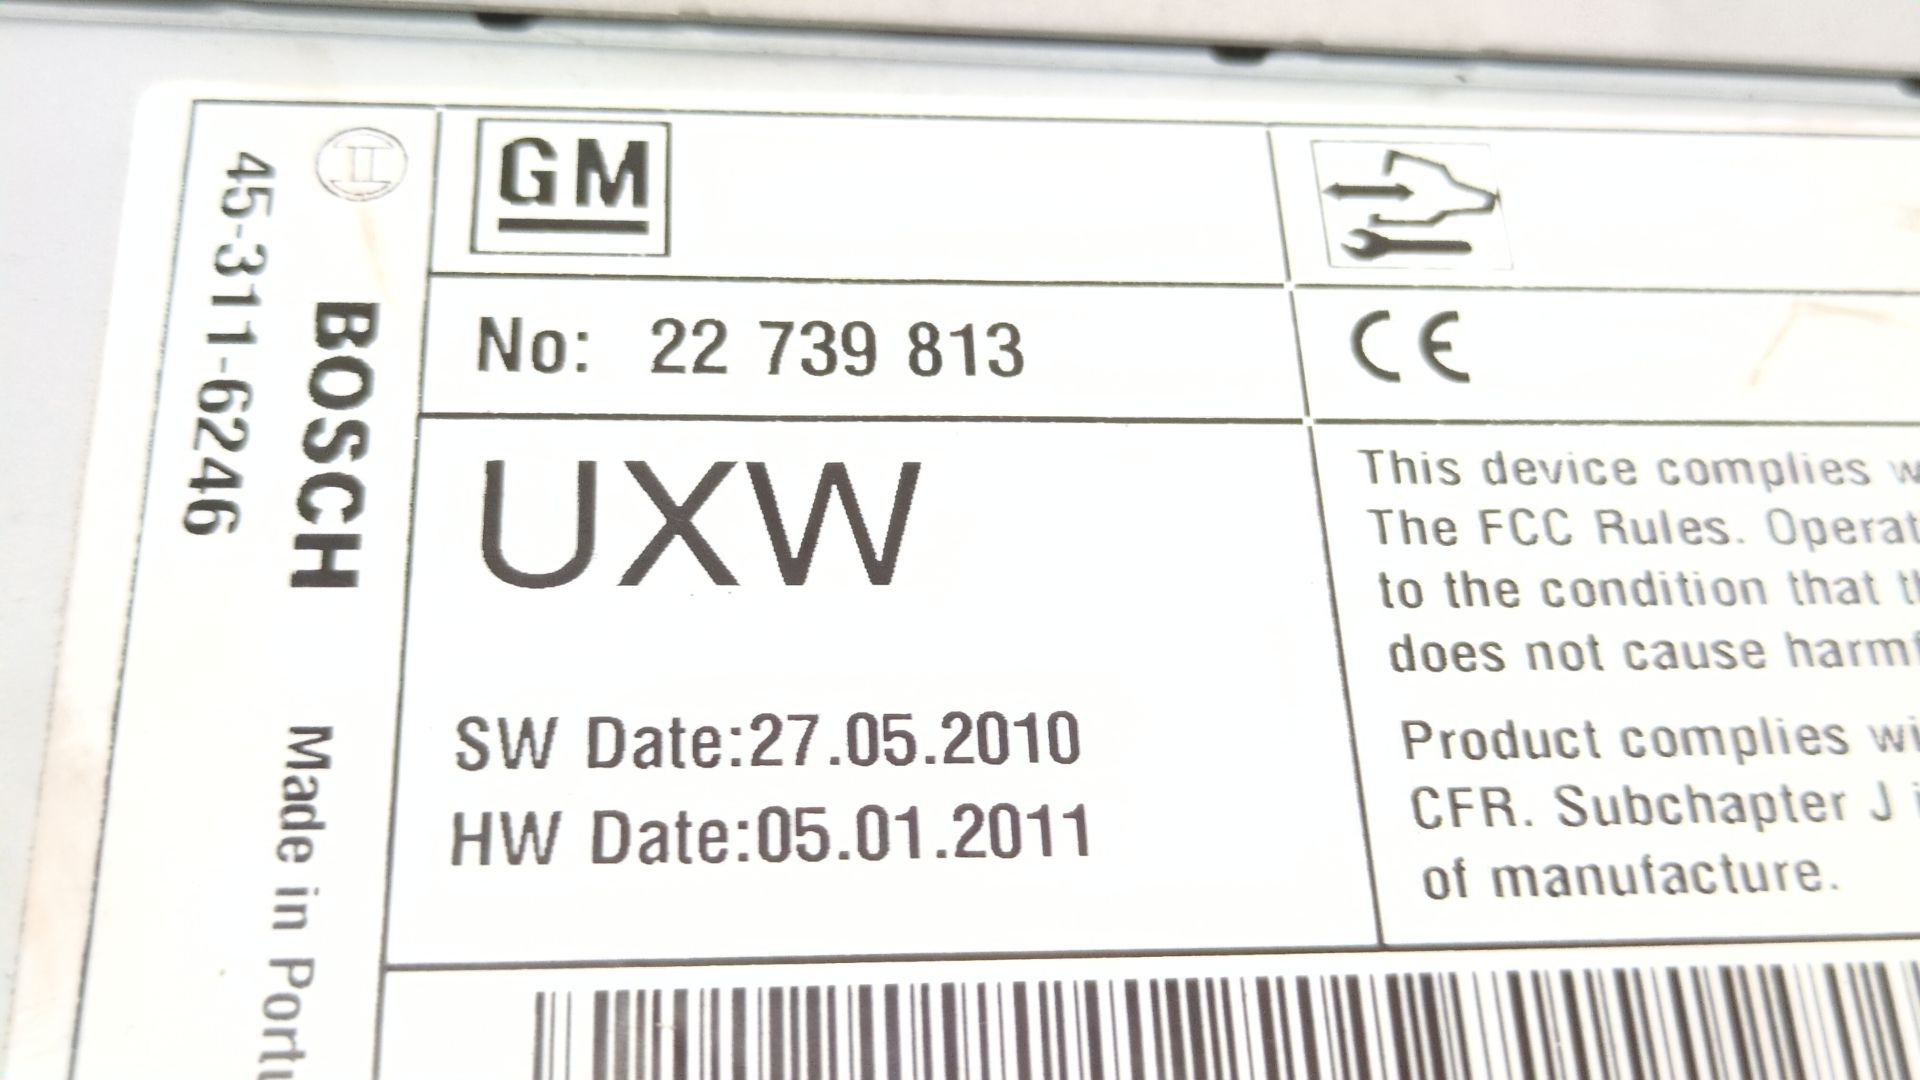 45-311-6246
BOSCH Made in Portu
GM
No: 22 739 813
CE
UXW
SW Date:27.05.2010
HW Date:05.01.2011
This device complies w
The FCC Rules. Operat
to the condition that th
does not cause harmf
Product complies wi
CFR. Subchapter J i
of manufacture.